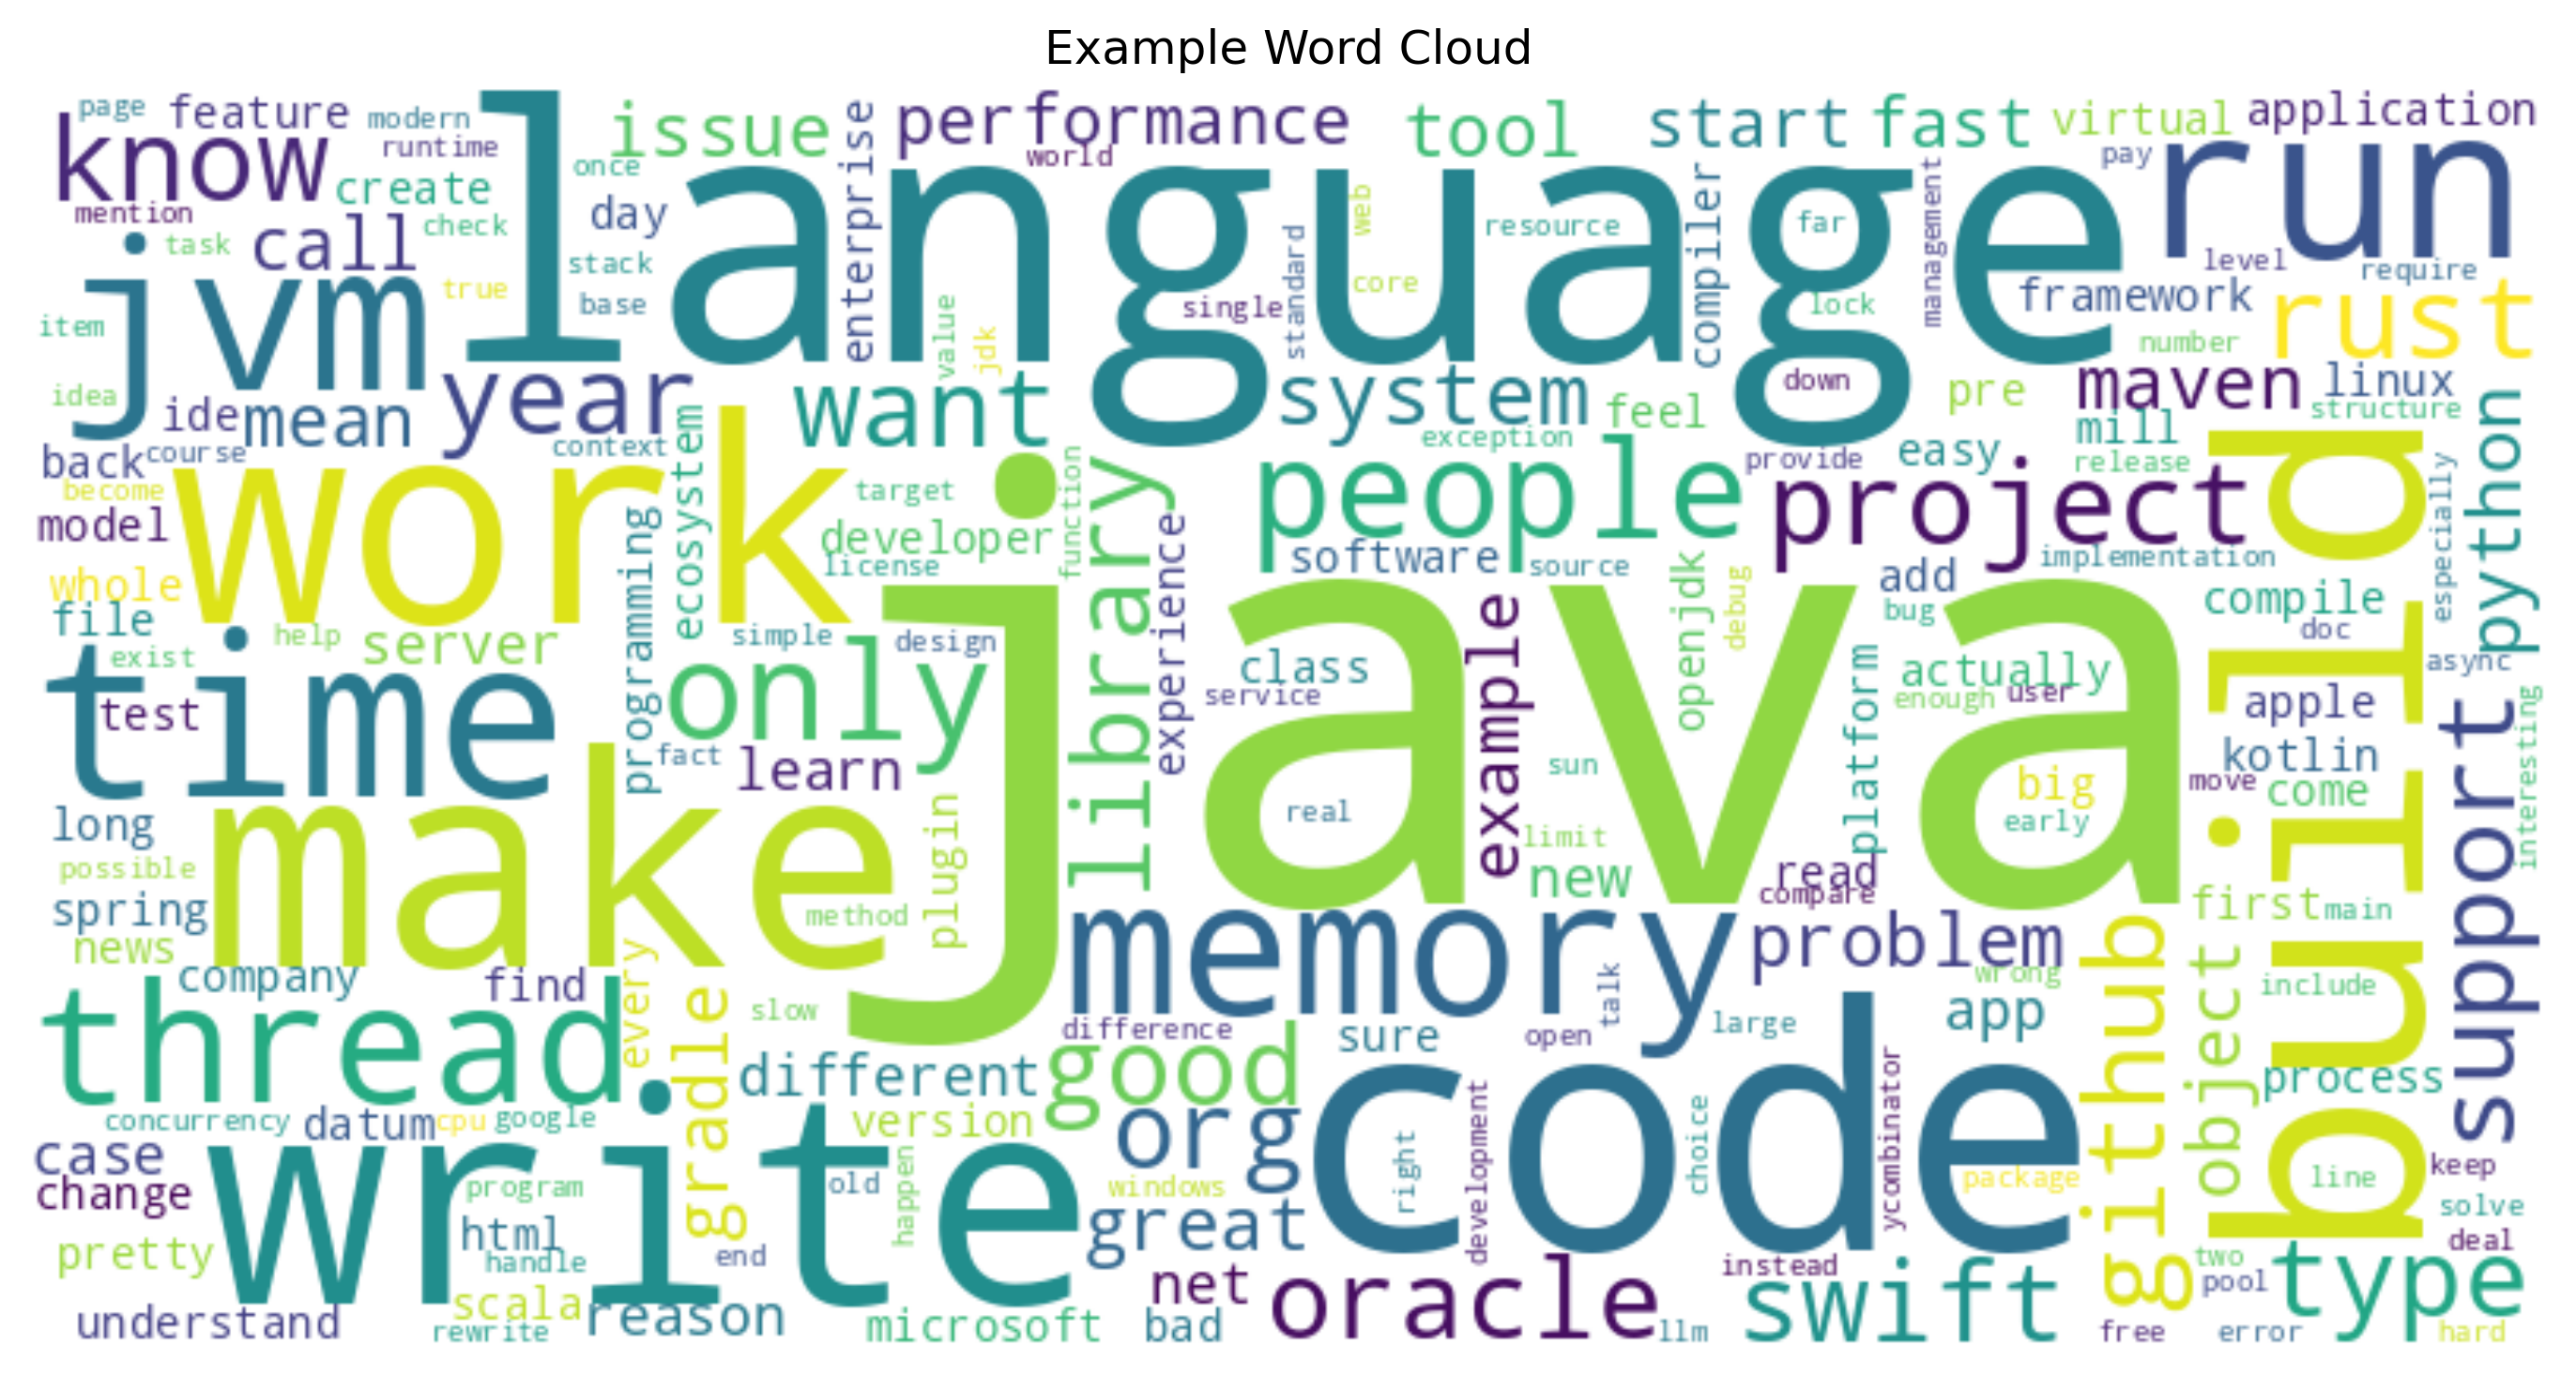 Example Word Cloud
page
feature
modern
language
issue
enterprise
performance
tool
start
fast
virtual
application
know
runtime
once
world
pay
run
create
mention
check
day
stack
base
task
call
jvm
true
item
idea
value
jdk
single
standard
web
core
resource
compiler
far
lock
management
level
require
framework
rust
number
ide
mean
year
want
system
feel
down
pre
maven
linux
structure
back
course
context
ecosystem
exception
easy
mill
release
python
become
work
target
function
library
people
provide
project
especially
model
programming
developer
license
experience
software
source
openjdk
debug
add
implementation
build
whole
file
help
server
simple
design
java
example
bug
compile
doc
exist
time
test
only
class
service
platform
actually
enough
user
async
apple
support
interesting
fact
learn
sun
kotlin
move
come
big
early
long
make
plugin
real
limit
new
read
compare
possible
spring
method
first
main
news
memory
problem
company
find
every
wrong
github
object
include
thread
gradle
slow
difference
good
sure
open
talk
large
app
different
code
process
concurrency
datum
cpu
google
version
org
case
change
write
program
old
happen
windows
right
development
choice
ycombinator
package
line
keep
solve
html
handle
end
great
pretty
deal
two
pool
type
instead
net
oracle
swift
understand
scala
rewrite
reason
microsoft
bad
llm
free
error
hard